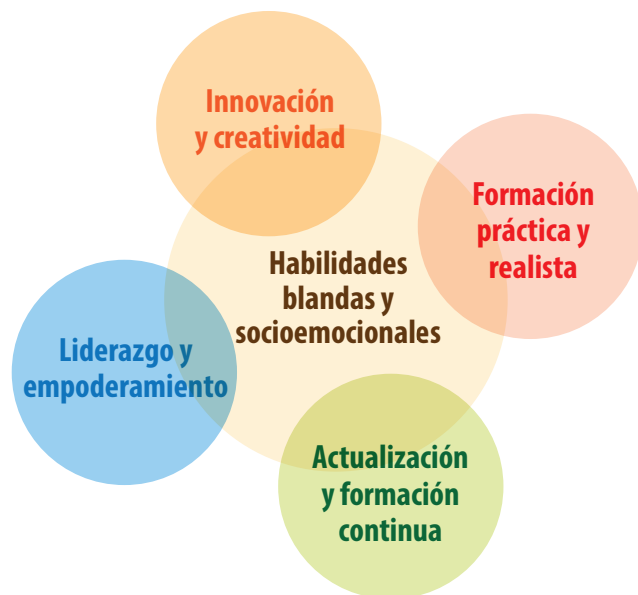 Innovación
y creatividad
Formación
práctica y
realista
Habilidades
blandas y
socioemocionales
Liderazgo y
empoderamiento
Actualización
y formación
continua